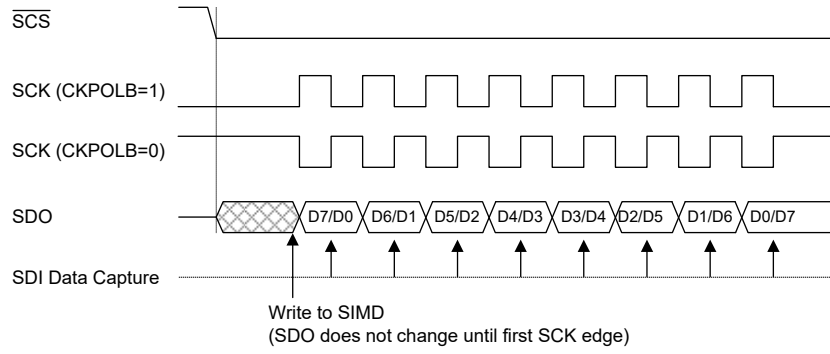 SCS
SCK (CKPOLB=1)
SCK (CKPOLB=0)
SDO D7/D0 D6/D1 D5/D2 D4/D3 D3/D4 D2/D5 D1/D6 D0/D7
SDI Data Capture
Write to SIMD
(SDO does not change until first SCK edge)